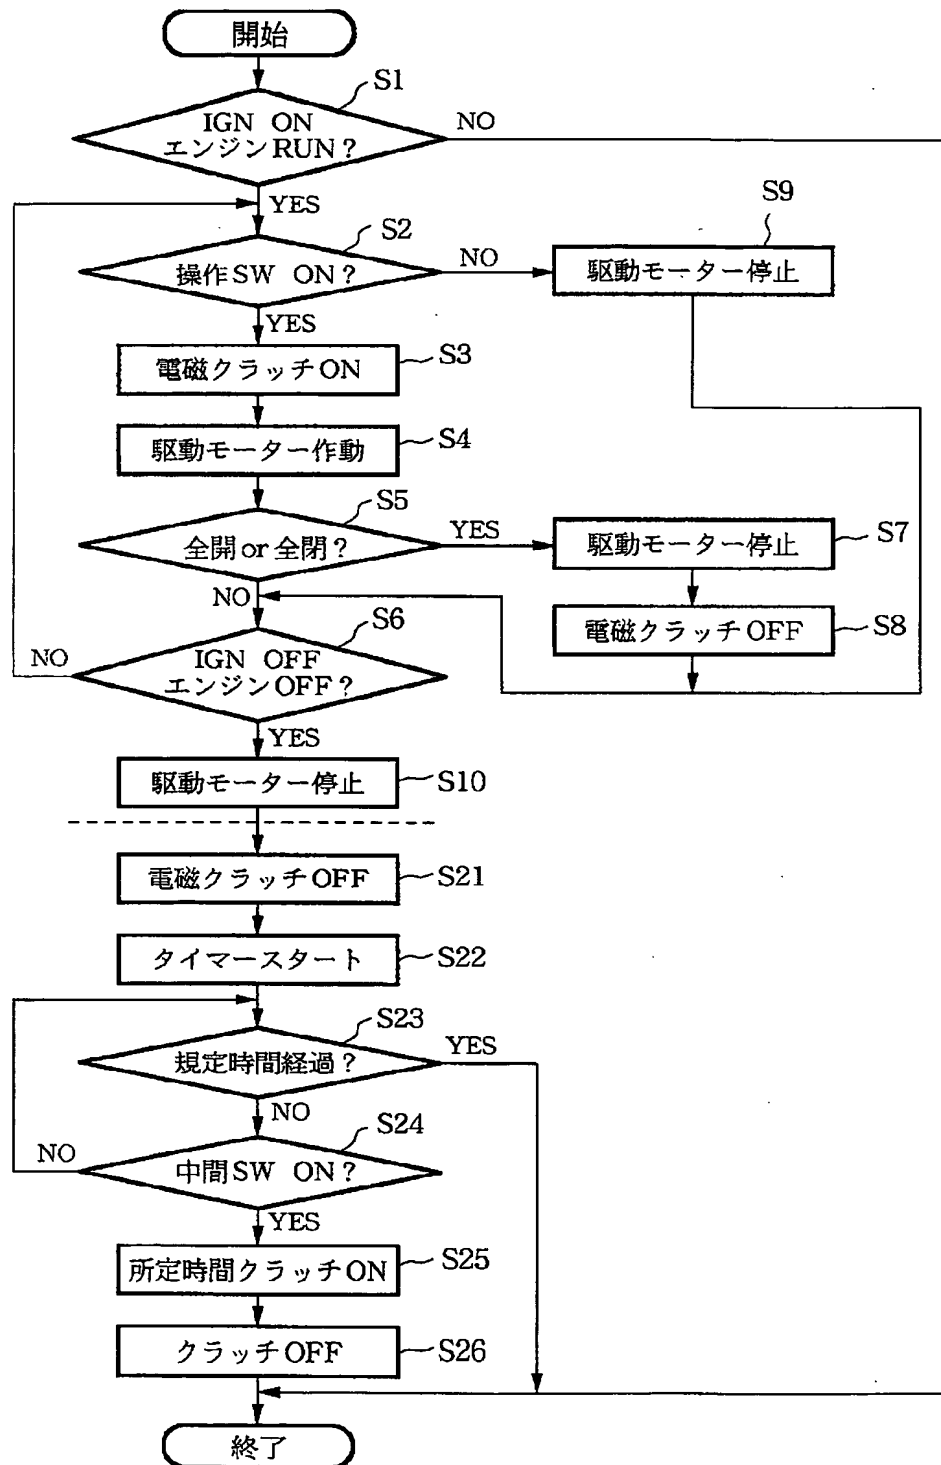 開始
S1
IGN ON
エンジンRUN?
NO
YES
S2
操作SW ON?
NO
S9
駆動モーター停止
YES
S3
電磁クラッチON
S4
駆動モーター作動
S5
全開or全閉?
YES
S7
駆動モーター停止
NO
S8
電磁クラッチOFF
S6
IGN OFF
エンジンOFF?
NO
YES
S10
駆動モーター停止
S21
電磁クラッチOFF
S22
タイマースタート
S23
規定時間経過?
YES
NO
S24
中間SW ON?
NO
YES
S25
所定時間クラッチON
S26
クラッチOFF
終了